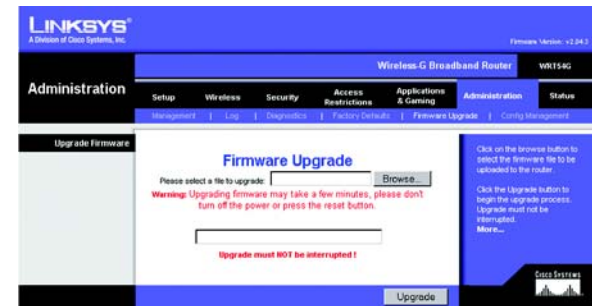 LINKSYS®
A Division of Cisco Systems, Inc.
Firmware Version: v2.04.3
Wireless-G Broadband Router WRT54G
Administration
Setup Wireless Security Access Restrictions Applications & Gaming Administration Status
Management | Log | Diagnostics | Factory Defaults | Firmware Upgrade | Config Management
Upgrade Firmware
Firmware Upgrade
Please select a file to upgrade: Browse...
Warning: Upgrading firmware may take a few minutes, please don't
turn off the power or press the reset button.
Upgrade must NOT be interrupted !
Upgrade
Click on the browse button to
select the firmware file to be
uploaded to the router.
Click the Upgrade button to
begin the upgrade process.
Upgrade must not be
interrupted.
More...
CISCO SYSTEMS